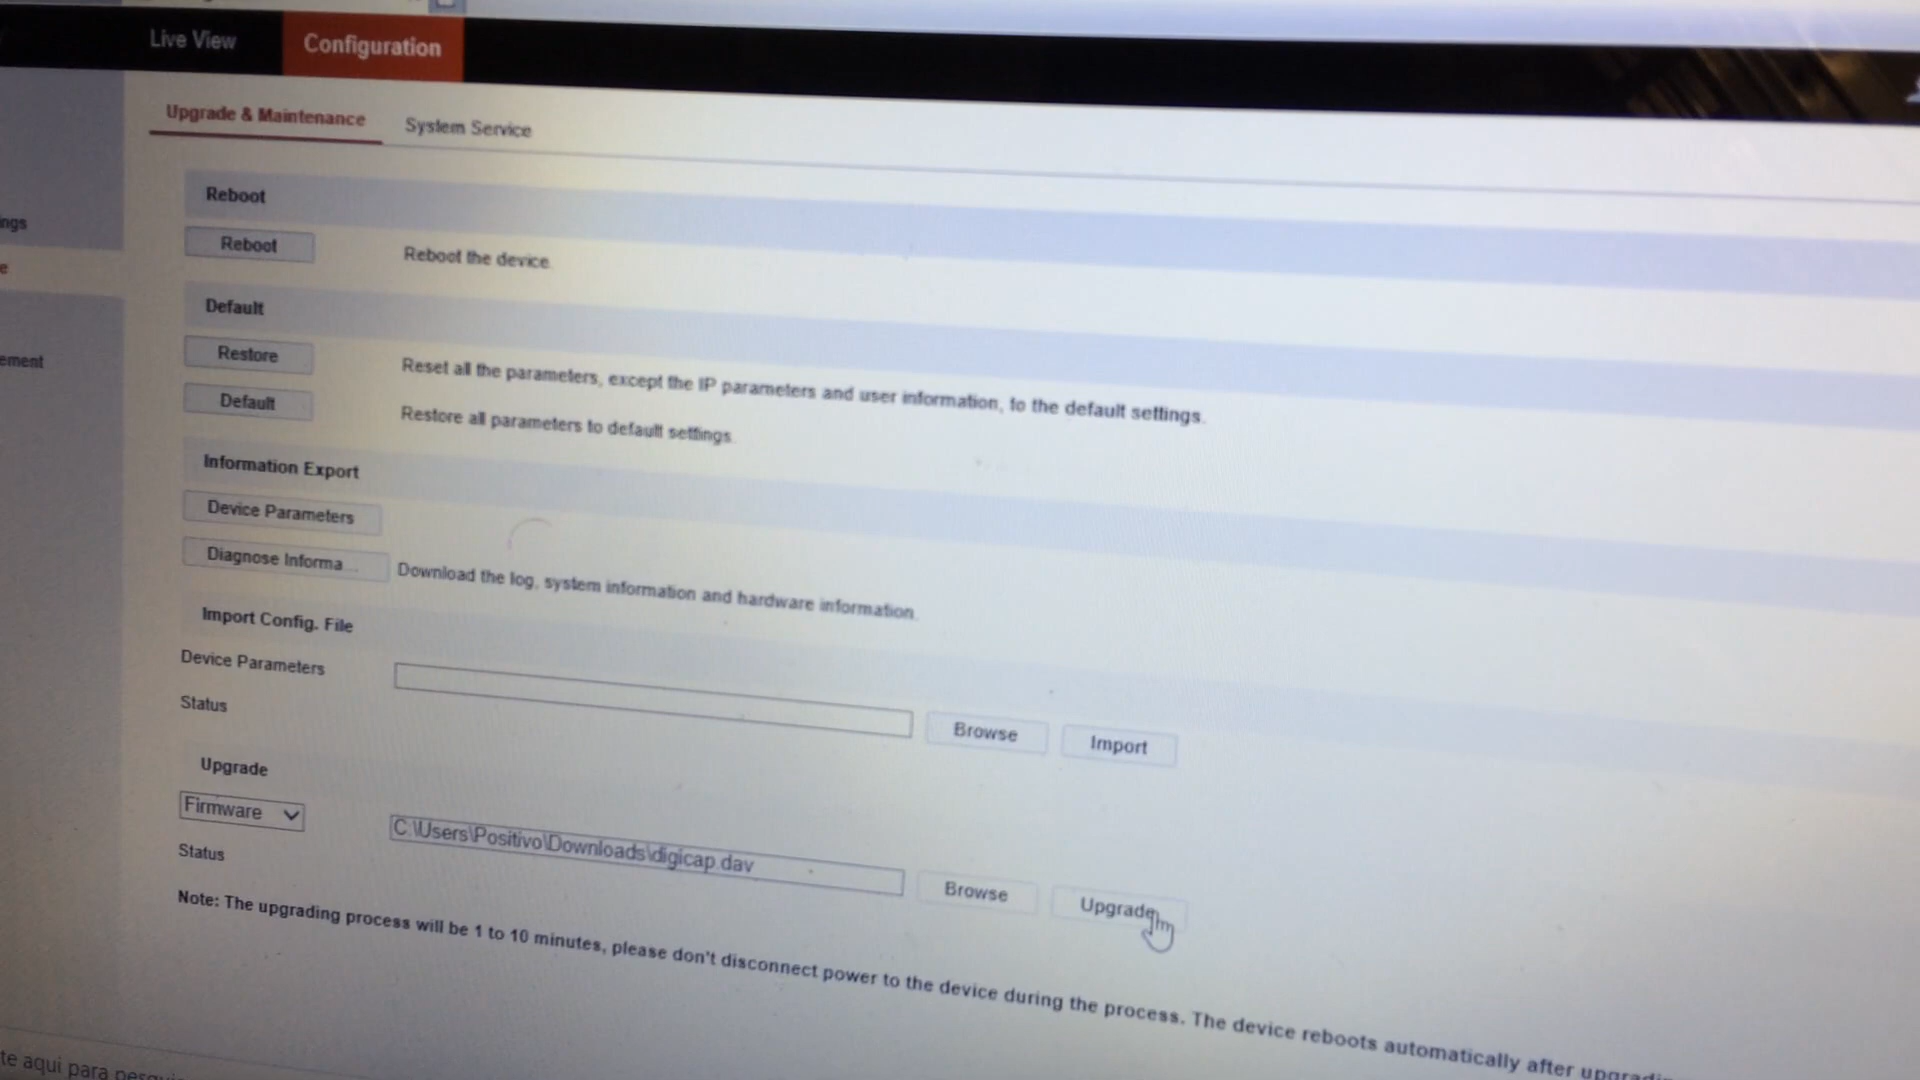 Live View
Configuration
Upgrade & Maintenance
System Service
Reboot
ngs
Reboot
Reboot the device.
e
Default
Restore
Reset all the parameters, except the IP parameters and user information, to the default settings.
ement
Default
Restore all parameters to default settings.
Information Export
Device Parameters
Diagnose Informa...
Download the log, system information and hardware information.
Import Config. File
Device Parameters
Browse
Import
Status
Upgrade
Firmware
C:\Users\Positivo\Downloads\digicap.dav
Browse
Upgrade
Status
Note: The upgrading process will be 1 to 10 minutes, please don't disconnect power to the device during the process. The device reboots automatically after
te aqui para